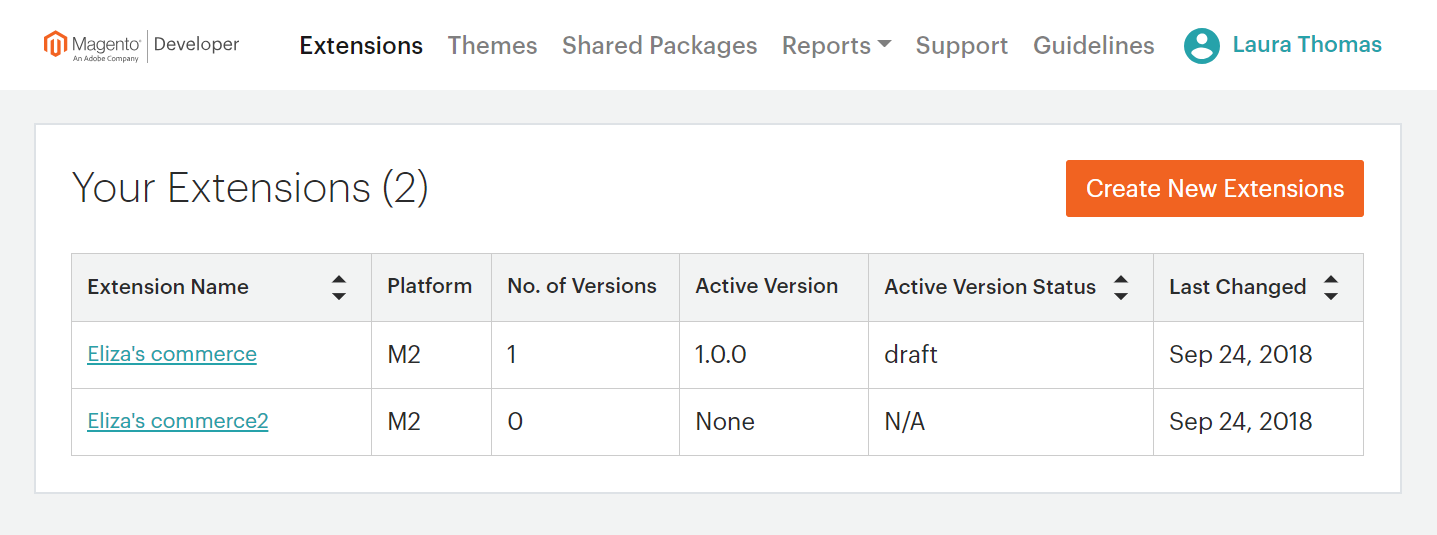 Magento Developer
An Adobe Company
Extensions Themes Shared Packages Reports Support Guidelines Laura Thomas
Your Extensions (2)
Create New Extensions
Extension Name Platform No. of Versions Active Version Active Version Status Last Changed
Eliza's commerce M2 1 1.0.0 draft Sep 24, 2018
Eliza's commerce2 M2 0 None N/A Sep 24, 2018